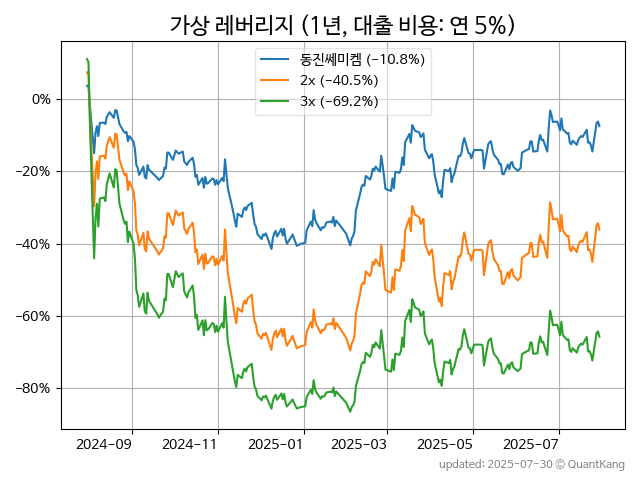 가상 레버리지 (1년, 대출 비용: 연 5%)
동진쎄미켐 (−10.8%)
2x (−40.5%)
3x (−69.2%)
0%
−20%
−40%
−60%
−80%
2024-09
2024-11
2025-01
2025-03
2025-05
2025-07
updated: 2025-07-30 © QuantKang